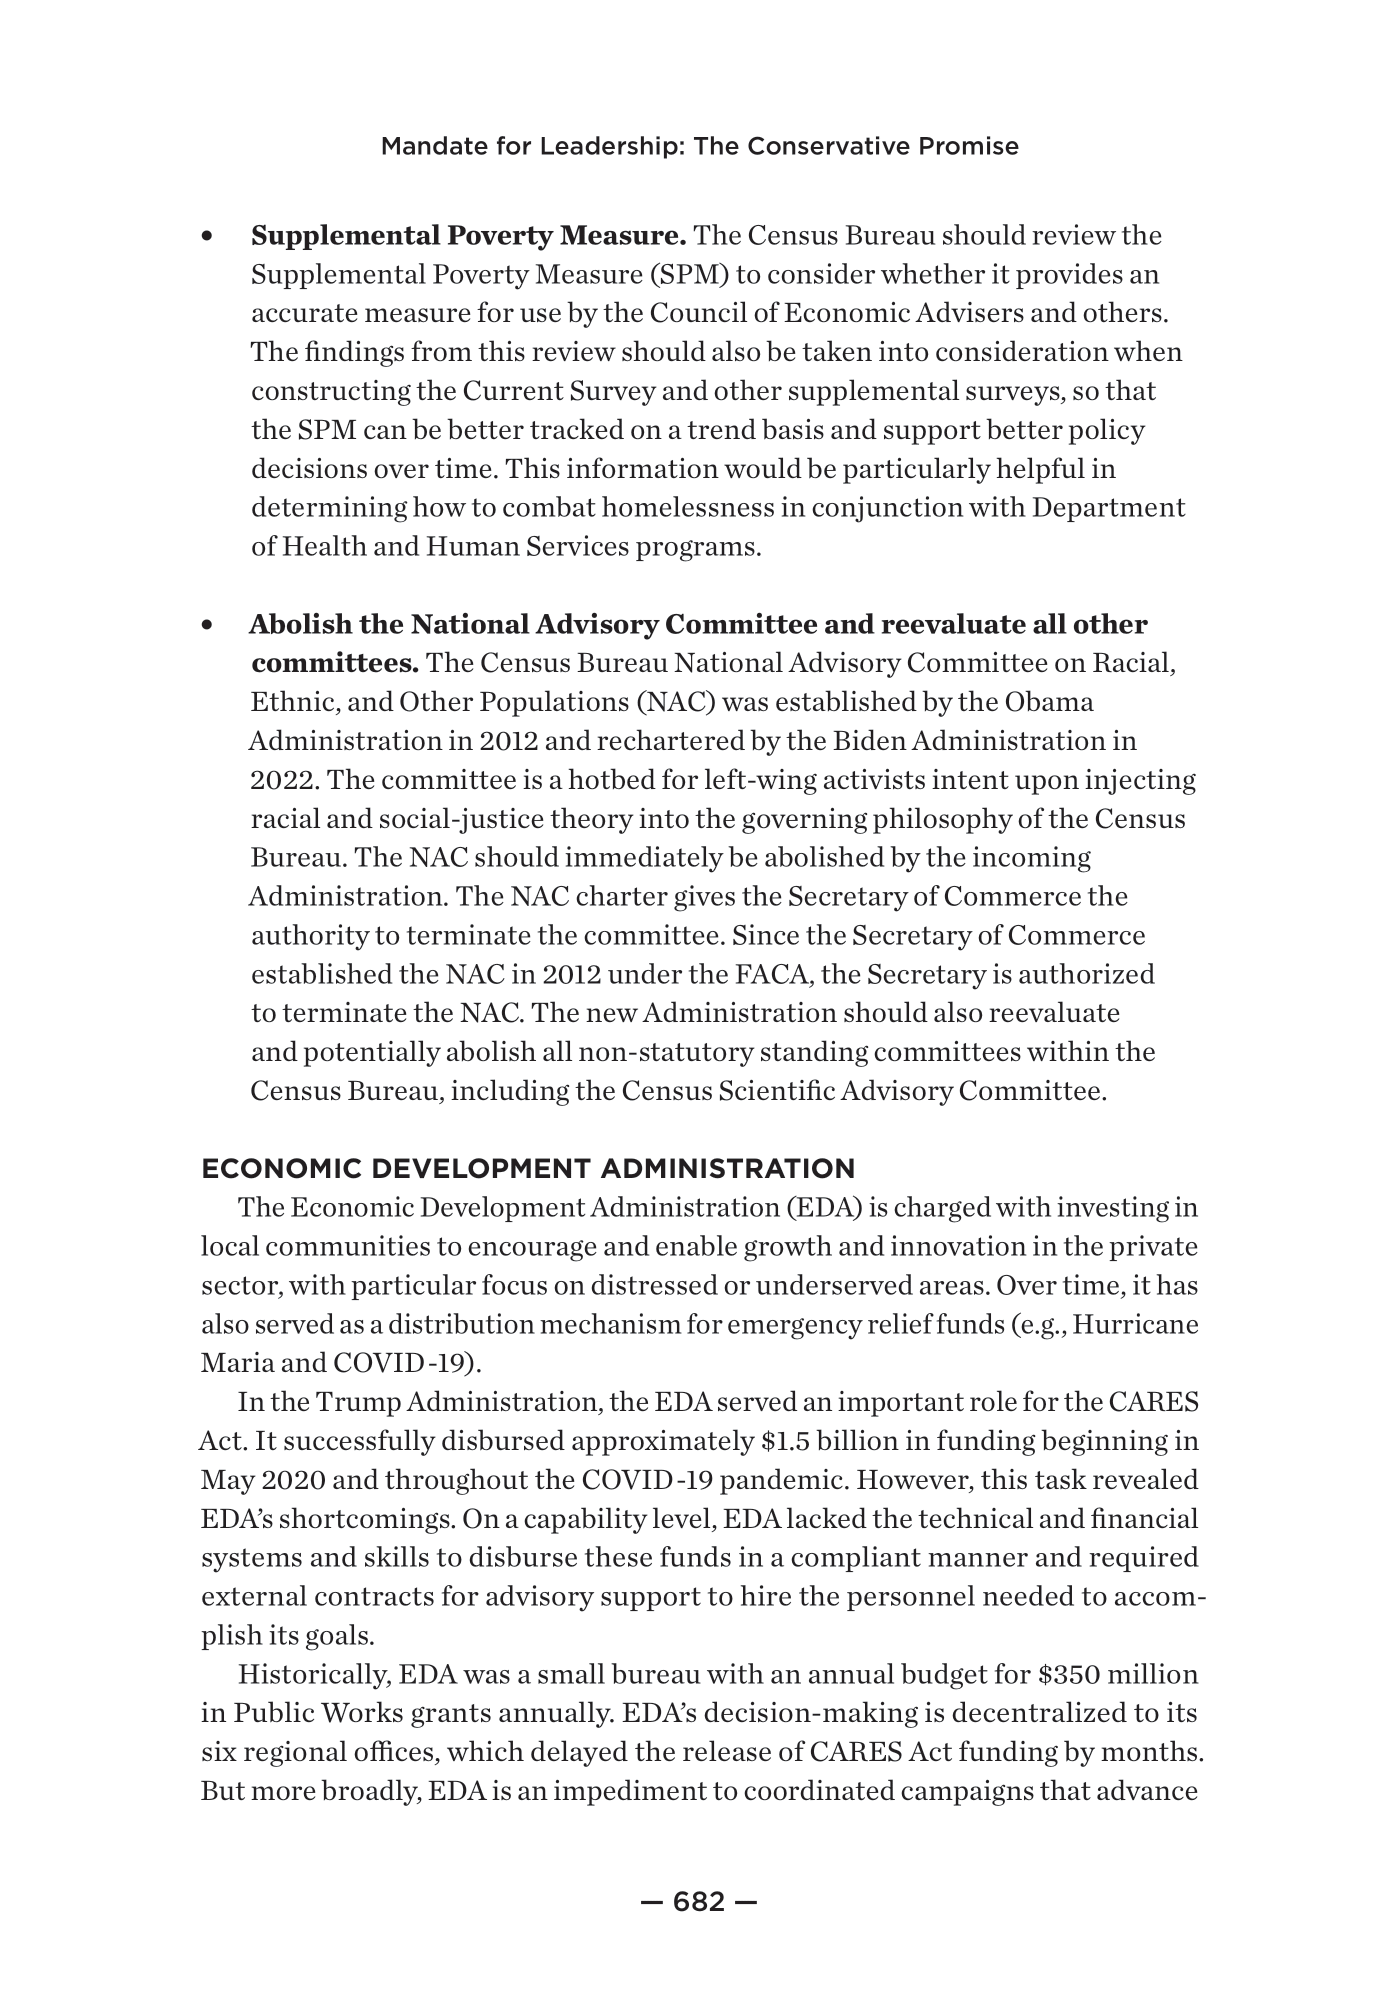 Mandate for Leadership: The Conservative Promise
• Supplemental Poverty Measure. The Census Bureau should review the
Supplemental Poverty Measure (SPM) to consider whether it provides an
accurate measure for use by the Council of Economic Advisers and others.
The findings from this review should also be taken into consideration when
constructing the Current Survey and other supplemental surveys, so that
the SPM can be better tracked on a trend basis and support better policy
decisions over time. This information would be particularly helpful in
determining how to combat homelessness in conjunction with Department
of Health and Human Services programs.
• Abolish the National Advisory Committee and reevaluate all other
committees. The Census Bureau National Advisory Committee on Racial,
Ethnic, and Other Populations (NAC) was established by the Obama
Administration in 2012 and rechartered by the Biden Administration in
2022. The committee is a hotbed for left-wing activists intent upon injecting
racial and social-justice theory into the governing philosophy of the Census
Bureau. The NAC should immediately be abolished by the incoming
Administration. The NAC charter gives the Secretary of Commerce the
authority to terminate the committee. Since the Secretary of Commerce
established the NAC in 2012 under the FACA, the Secretary is authorized
to terminate the NAC. The new Administration should also reevaluate
and potentially abolish all non-statutory standing committees within the
Census Bureau, including the Census Scientific Advisory Committee.
ECONOMIC DEVELOPMENT ADMINISTRATION
The Economic Development Administration (EDA) is charged with investing in
local communities to encourage and enable growth and innovation in the private
sector, with particular focus on distressed or underserved areas. Over time, it has
also served as a distribution mechanism for emergency relief funds (e.g., Hurricane
Maria and COVID-19).
In the Trump Administration, the EDA served an important role for the CARES
Act. It successfully disbursed approximately $1.5 billion in funding beginning in
May 2020 and throughout the COVID-19 pandemic. However, this task revealed
EDA’s shortcomings. On a capability level, EDA lacked the technical and financial
systems and skills to disburse these funds in a compliant manner and required
external contracts for advisory support to hire the personnel needed to accom-
plish its goals.
Historically, EDA was a small bureau with an annual budget for $350 million
in Public Works grants annually. EDA’s decision-making is decentralized to its
six regional offices, which delayed the release of CARES Act funding by months.
But more broadly, EDA is an impediment to coordinated campaigns that advance
— 682 —